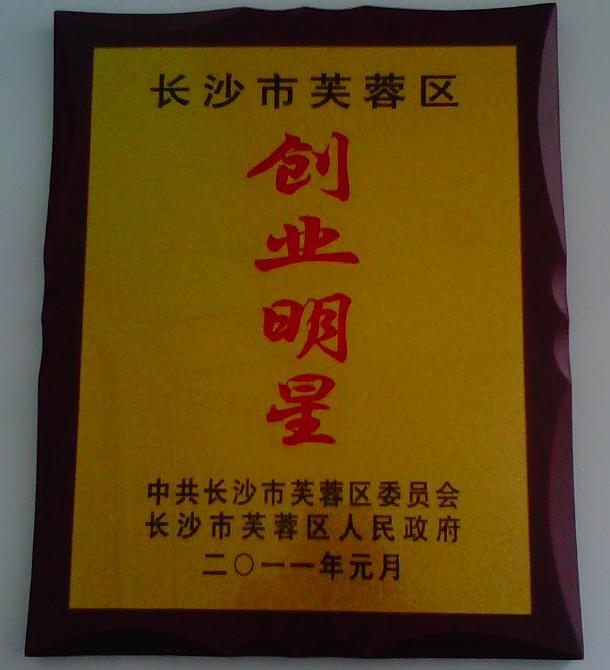 长沙市芙蓉区
创业明星
中共长沙市芙蓉区委员会
长沙市芙蓉区人民政府
二〇一一年元月